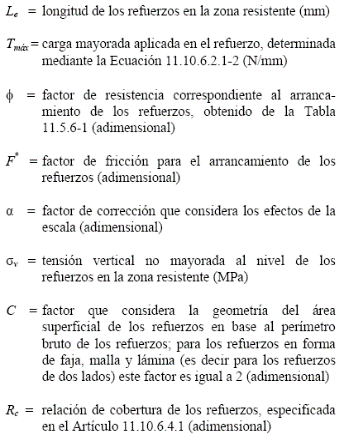 Le = longitud de los refuerzos en la zona resistente (mm)
Tmáx = carga mayorada aplicada en el refuerzo, determinada
mediante la Ecuación 11.10.6.2.1-2 (N/mm)
ϕ = factor de resistencia correspondiente al arranca-
miento de los refuerzos, obtenido de la Tabla
11.5.6-1 (adimensional)
F* = factor de fricción para el arrancamiento de los
refuerzos (adimensional)
α = factor de corrección que considera los efectos de la
escala (adimensional)
σv = tensión vertical no mayorada al nivel de los
refuerzos en la zona resistente (MPa)
C = factor que considera la geometría del área
superficial de los refuerzos en base al perímetro
bruto de los refuerzos; para los refuerzos en forma
de faja, malla y lámina (es decir para los refuerzos
de dos lados) este factor es igual a 2 (adimensional)
Rc = relación de cobertura de los refuerzos, especificada
en el Artículo 11.10.6.4.1 (adimensional)